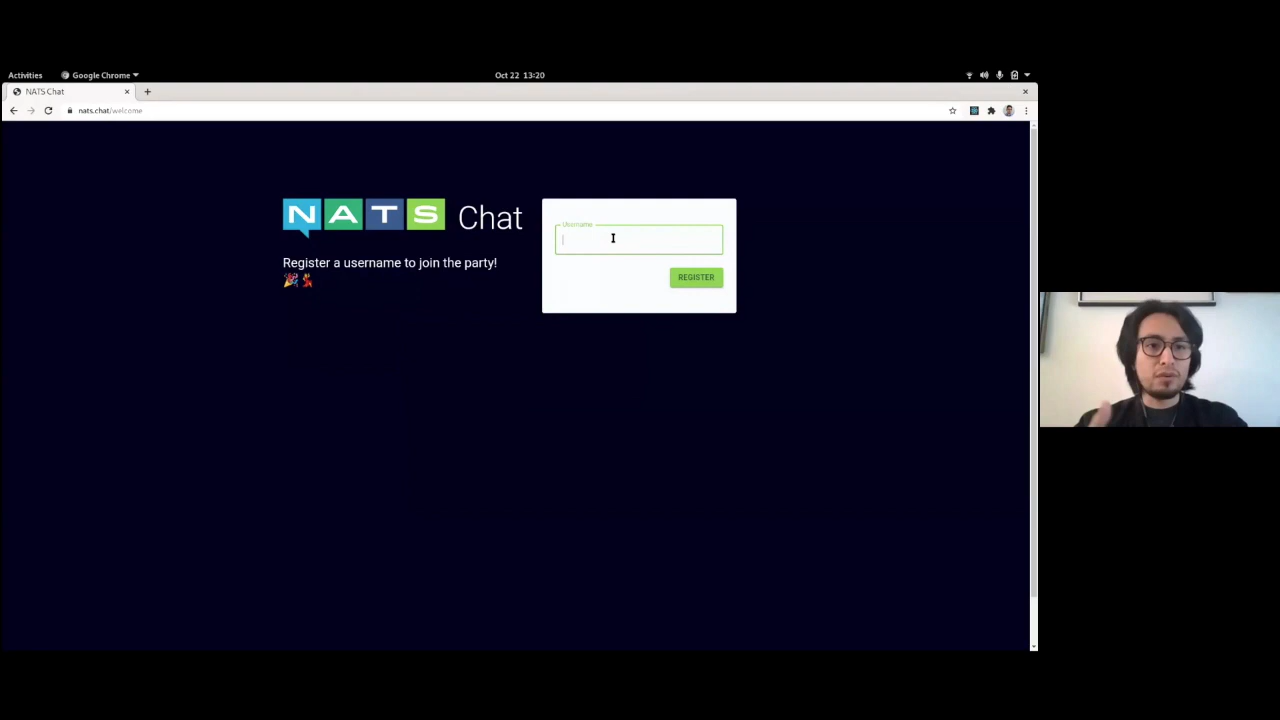 Activities
Google Chrome
Oct 22 13:20
NATS Chat
nats.chat/welcome
NATS Chat
Register a username to join the party!
Username
REGISTER